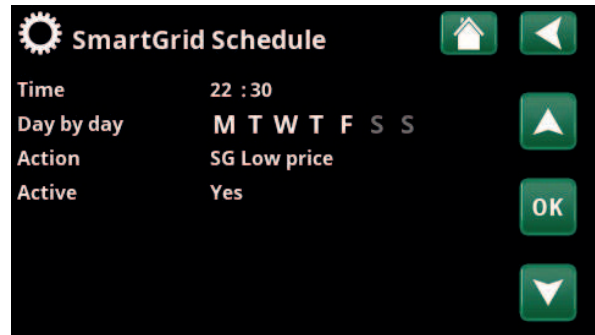 SmartGrid Schedule
Time 22 :30
Day by day M T W T F S S
Action SG Low price
Active Yes
OK